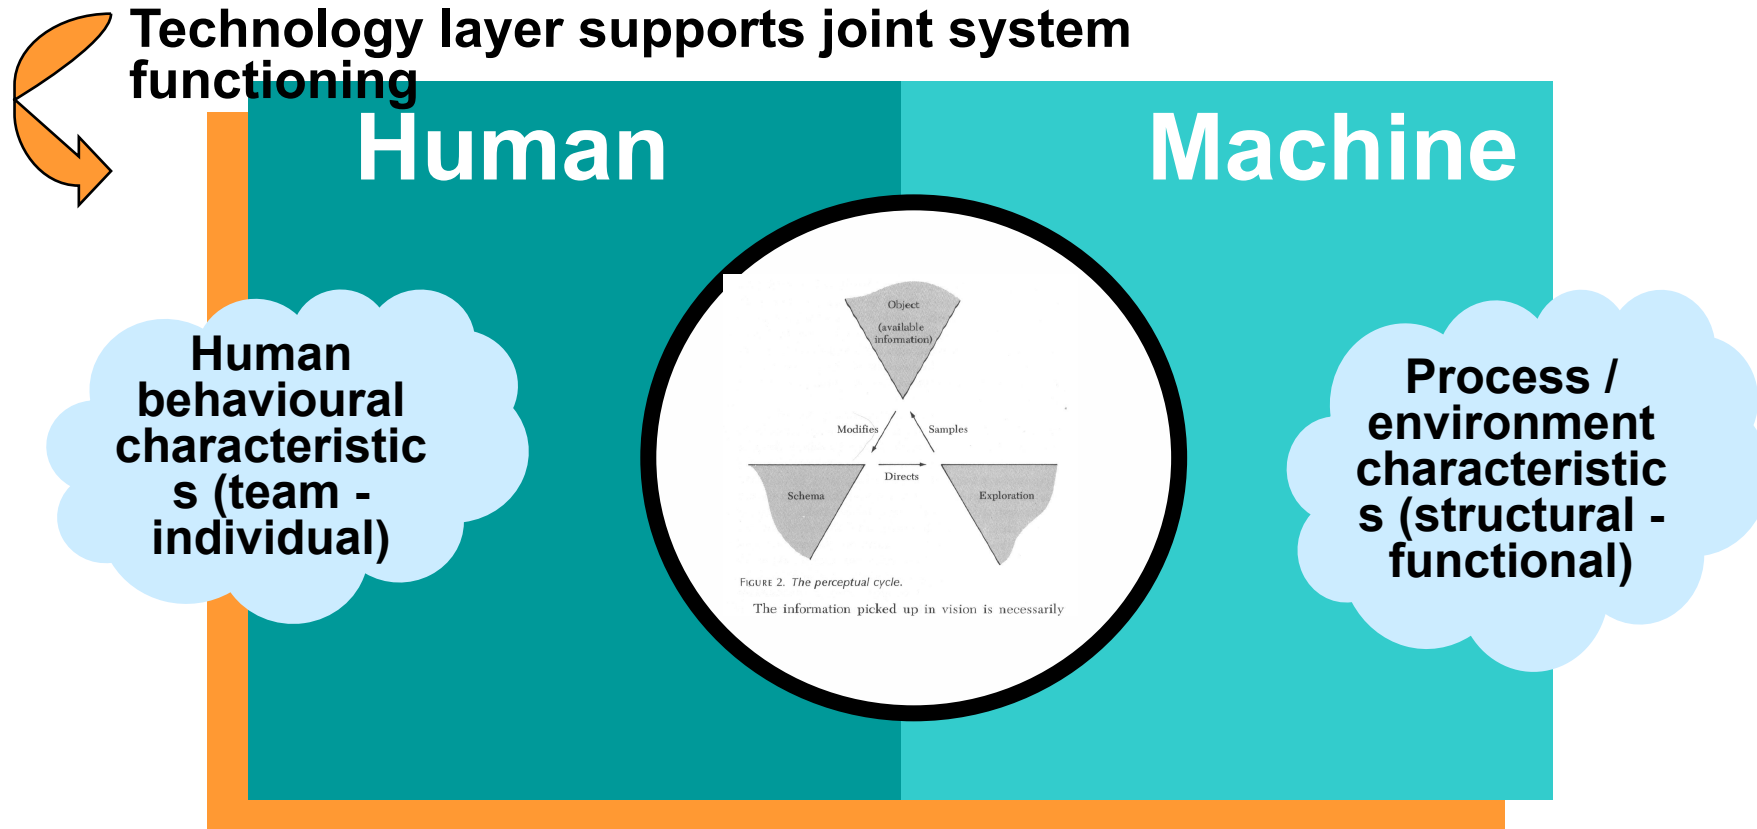 Technology layer supports joint system
functioning
Human
Machine
Human
behavioural
characteristic
s (team -
individual)
Object
(available
information)
Modifies
Samples
Directs
Schema
Exploration
FIGURE 2. The perceptual cycle.
The information picked up in vision is necessarily
Process /
environment
characteristic
s (structural -
functional)